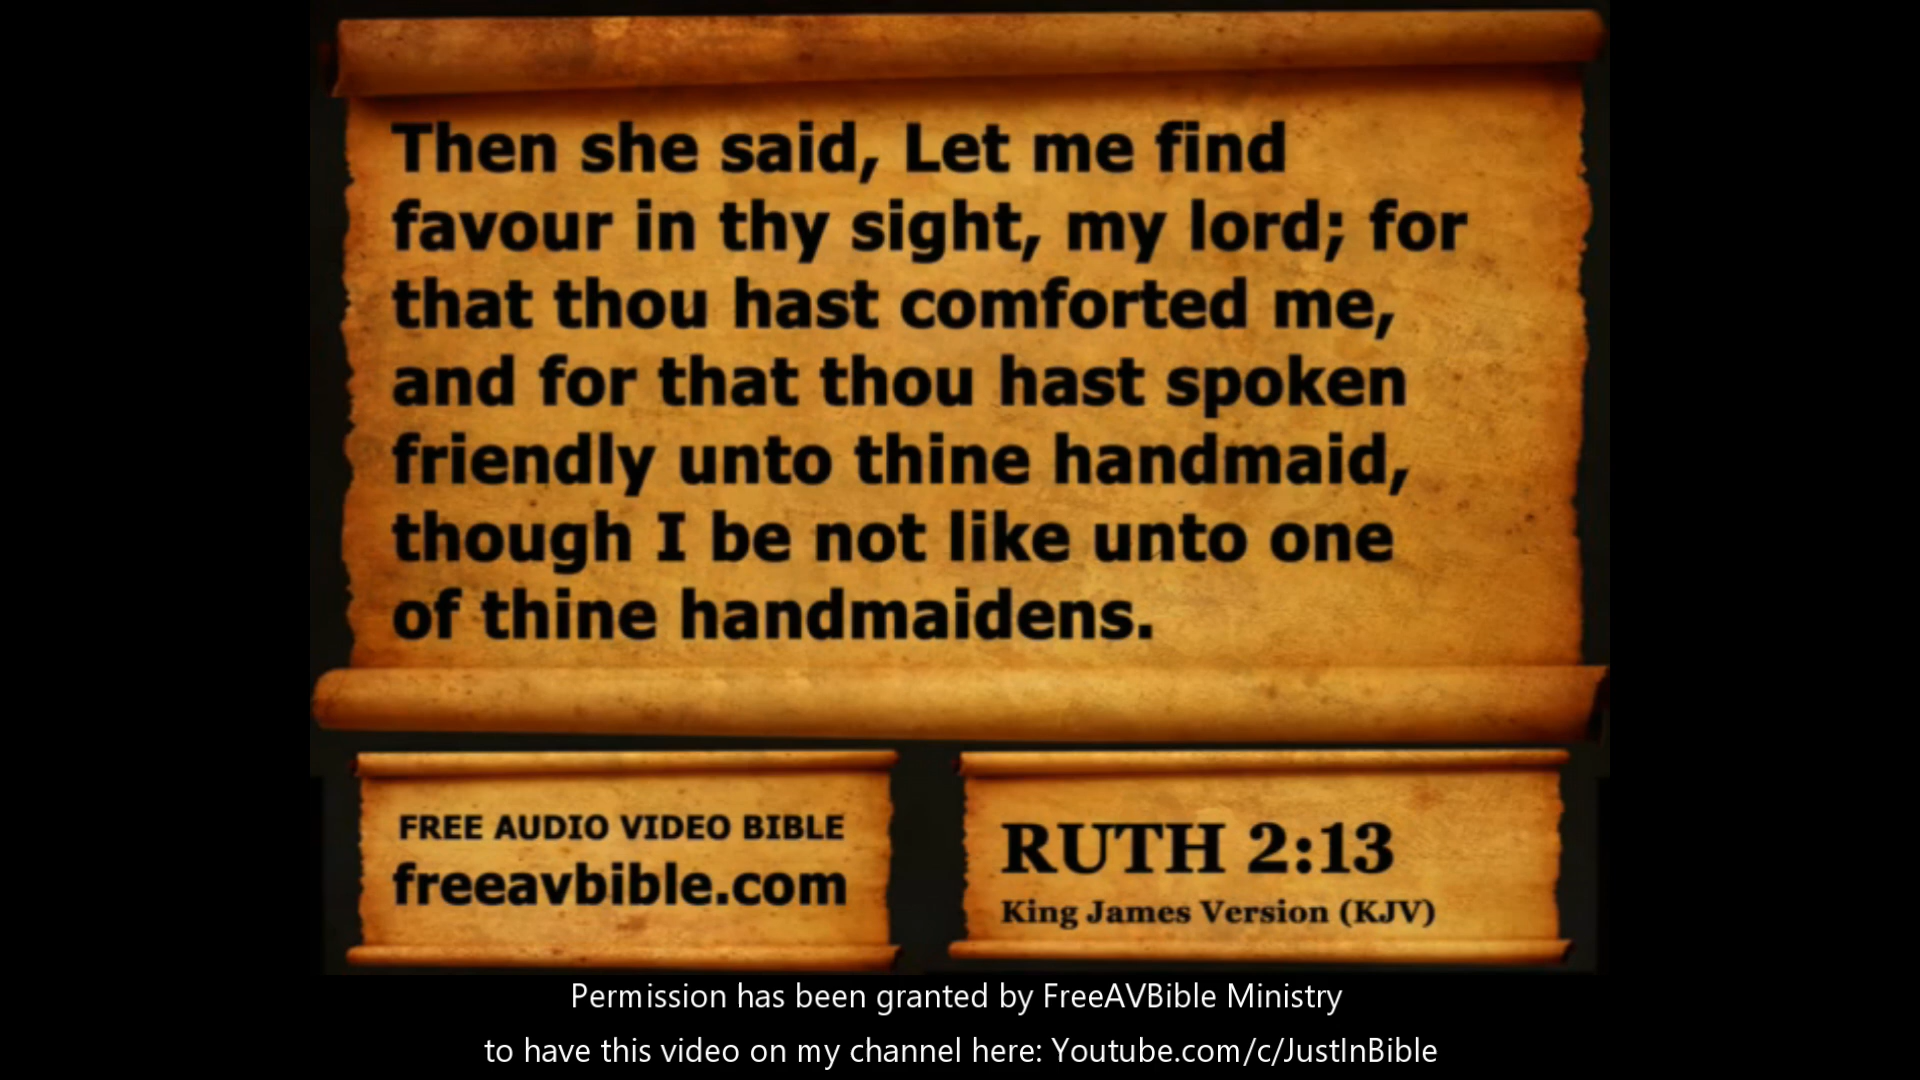 Then she said, Let me find
favour in thy sight, my lord; for
that thou hast comforted me,
and for that thou hast spoken
friendly unto thine handmaid,
though I be not like unto one
of thine handmaidens.
FREE AUDIO VIDEO BIBLE
freeavbible.com
RUTH 2:13
King James Version (KJV)
Permission has been granted by FreeAVBible Ministry
to have this video on my channel here: Youtube.com/c/JustInBible